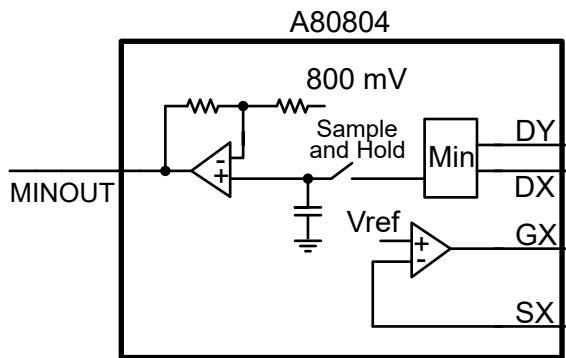 A80804
800 mV
Sample
and Hold
Min
DY
DX
MINOUT
-
+
Vref
GX
+
-
SX